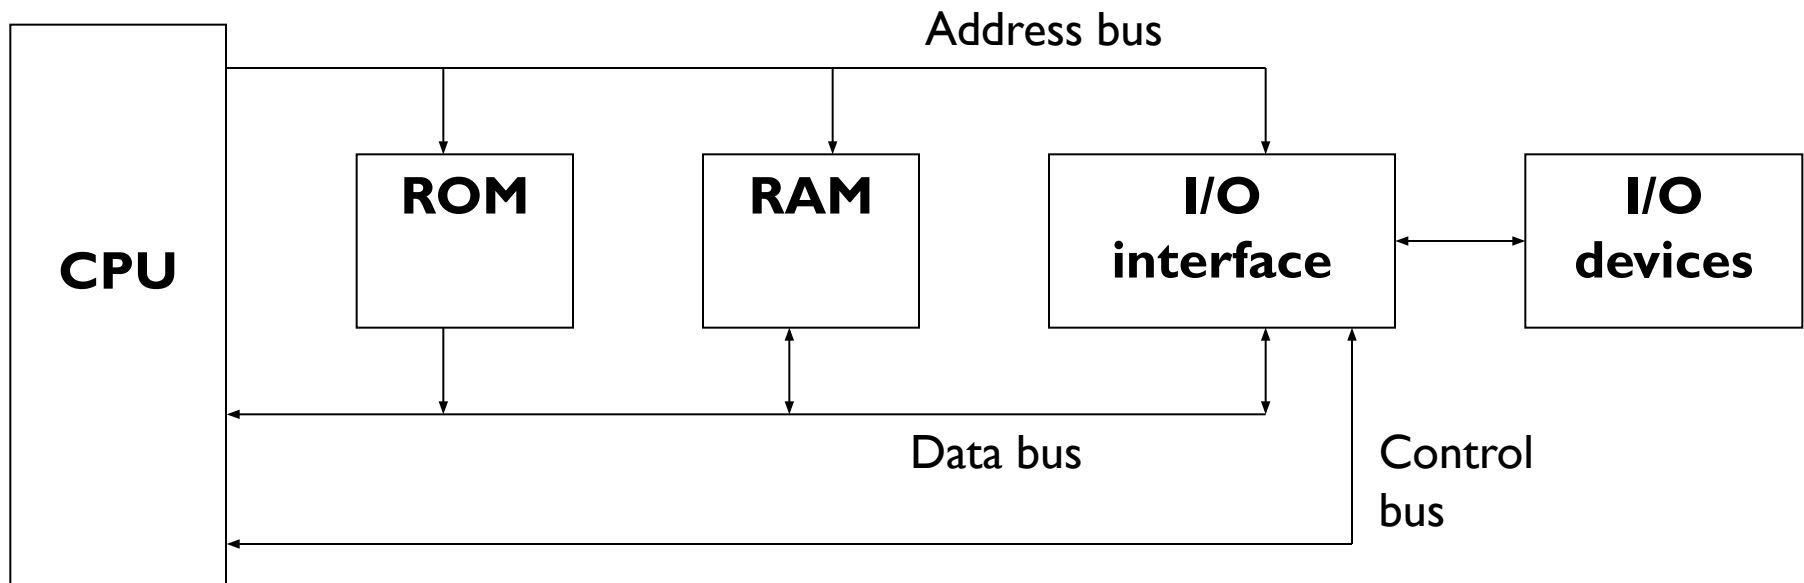 Address bus
CPU
ROM
RAM
I/O
interface
I/O
devices
Data bus
Control
bus